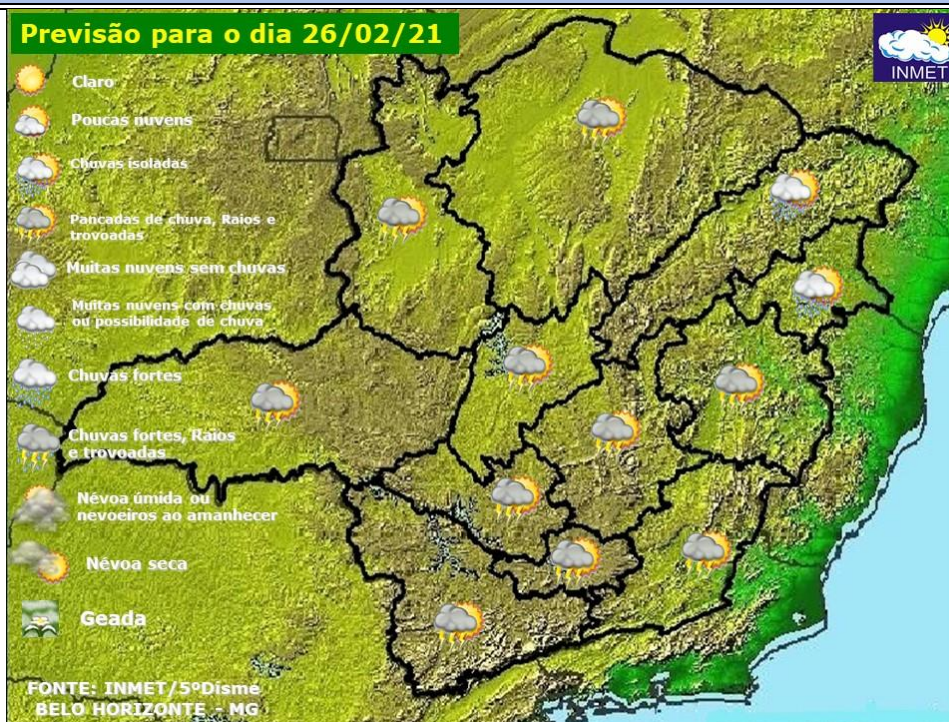 Previsão para o dia 26/02/21
INMET
Claro
Poucas nuvens
Chuvas isoladas
Pancadas de chuva, Raios e
trovoadas
Muitas nuvens sem chuvas
Muitas nuvens com chuvas
ou possibilidade de chuva
Chuvas fortes
Chuvas fortes, Raios
e trovoadas
Névoa úmida ou
nevoeiros ao amanhecer
Névoa seca
Geada
FONTE: INMET/5ºDisme
BELO HORIZONTE - MG